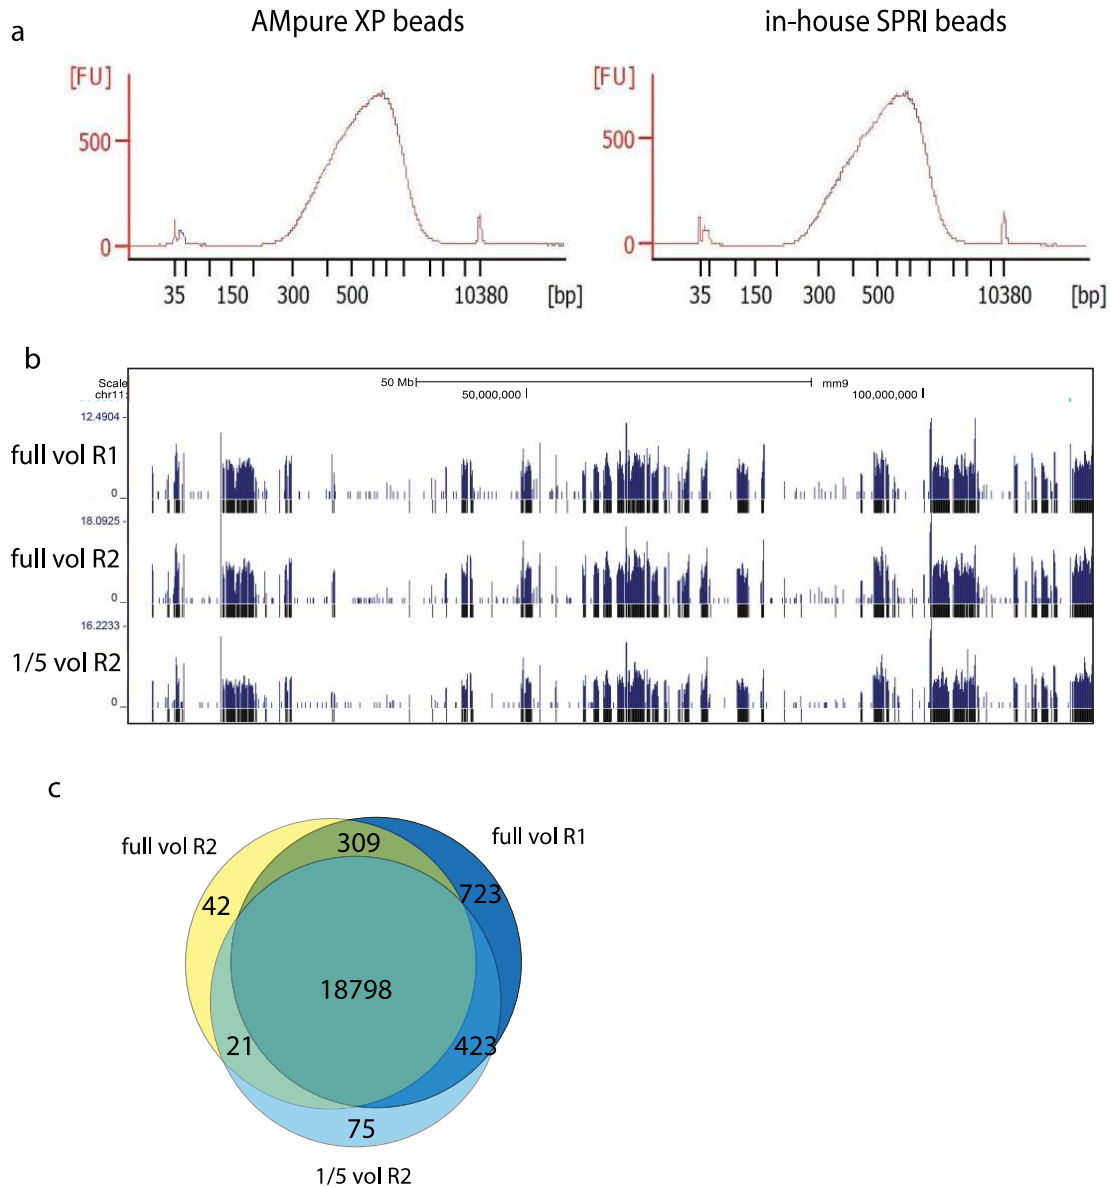 a
AMpure XP beads
in-house SPRI beads
[FU]
500
0
35 150 300 500 10380 [bp]
[FU]
500
0
35 150 300 500 10380 [bp]
b
Scale
50 Mb
mm9
chr11:
50,000,000
100,000,000
12.4904
full vol R1
0
18.0925
full vol R2
0
16.2233
1/5 vol R2
0
c
full vol R2
309
full vol R1
42
723
18798
21
423
75
1/5 vol R2